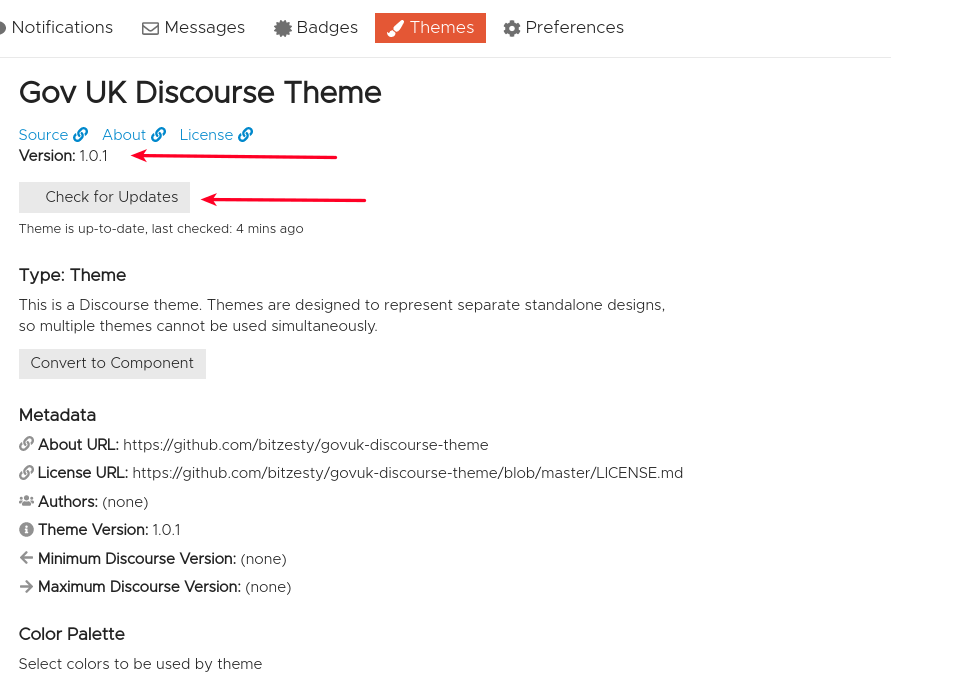 Notifications Messages Badges Themes Preferences
Gov UK Discourse Theme
Source About License
Version: 1.0.1
Check for Updates
Theme is up-to-date, last checked: 4 mins ago
Type: Theme
This is a Discourse theme. Themes are designed to represent separate standalone designs,
so multiple themes cannot be used simultaneously.
Convert to Component
Metadata
About URL: https://github.com/bitzesty/govuk-discourse-theme
License URL: https://github.com/bitzesty/govuk-discourse-theme/blob/master/LICENSE.md
Authors: (none)
Theme Version: 1.0.1
Minimum Discourse Version: (none)
Maximum Discourse Version: (none)
Color Palette
Select colors to be used by theme